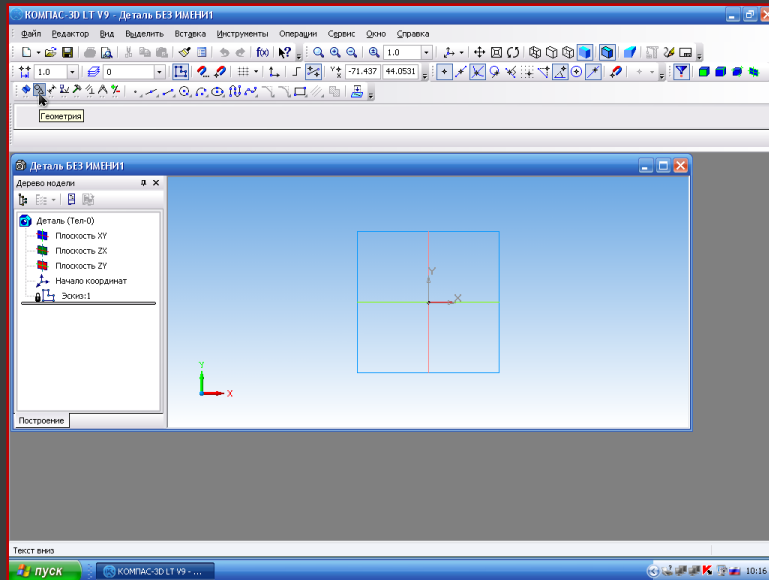 КОМПАС-3D LT V9 - Деталь БЕЗ ИМЕНИ1
Файл Редактор Вид Выделить Вставка Инструменты Операции Сервис Окно Справка
f(x) 1.0
1.0 0 -71.437 44.0531
Геометрия
Деталь БЕЗ ИМЕНИ1
Дерево модели
Деталь (Тел-0)
Плоскость XY
Плоскость ZX
Плоскость ZY
Начало координат
Эскиз:1
Y
X
Y
X
Построение
Текст вниз
пуск КОМПАС-3D LT V9 - ... 10:16